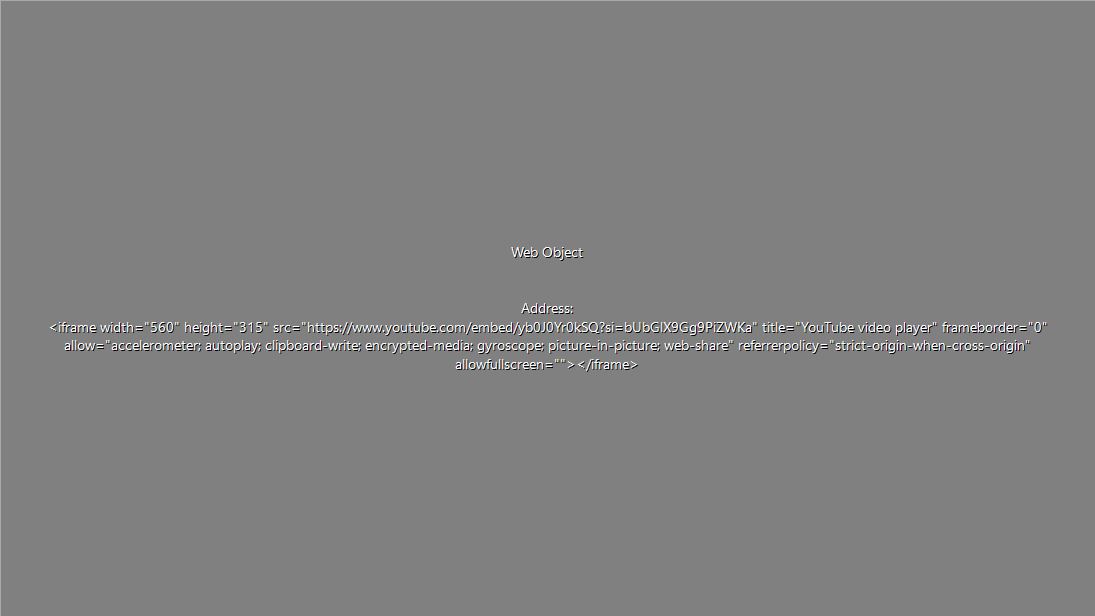 Web Object
Address:
<iframe width="560" height="315" src="https://www.youtube.com/embed/yb0J0Yr0kSQ?si=bUbGlX9Gg9PiZWKa" title="YouTube video player" frameborder="0"
allow="accelerometer; autoplay; clipboard-write; encrypted-media; gyroscope; picture-in-picture; web-share" referrerpolicy="strict-origin-when-cross-origin"
allowfullscreen=""></iframe>